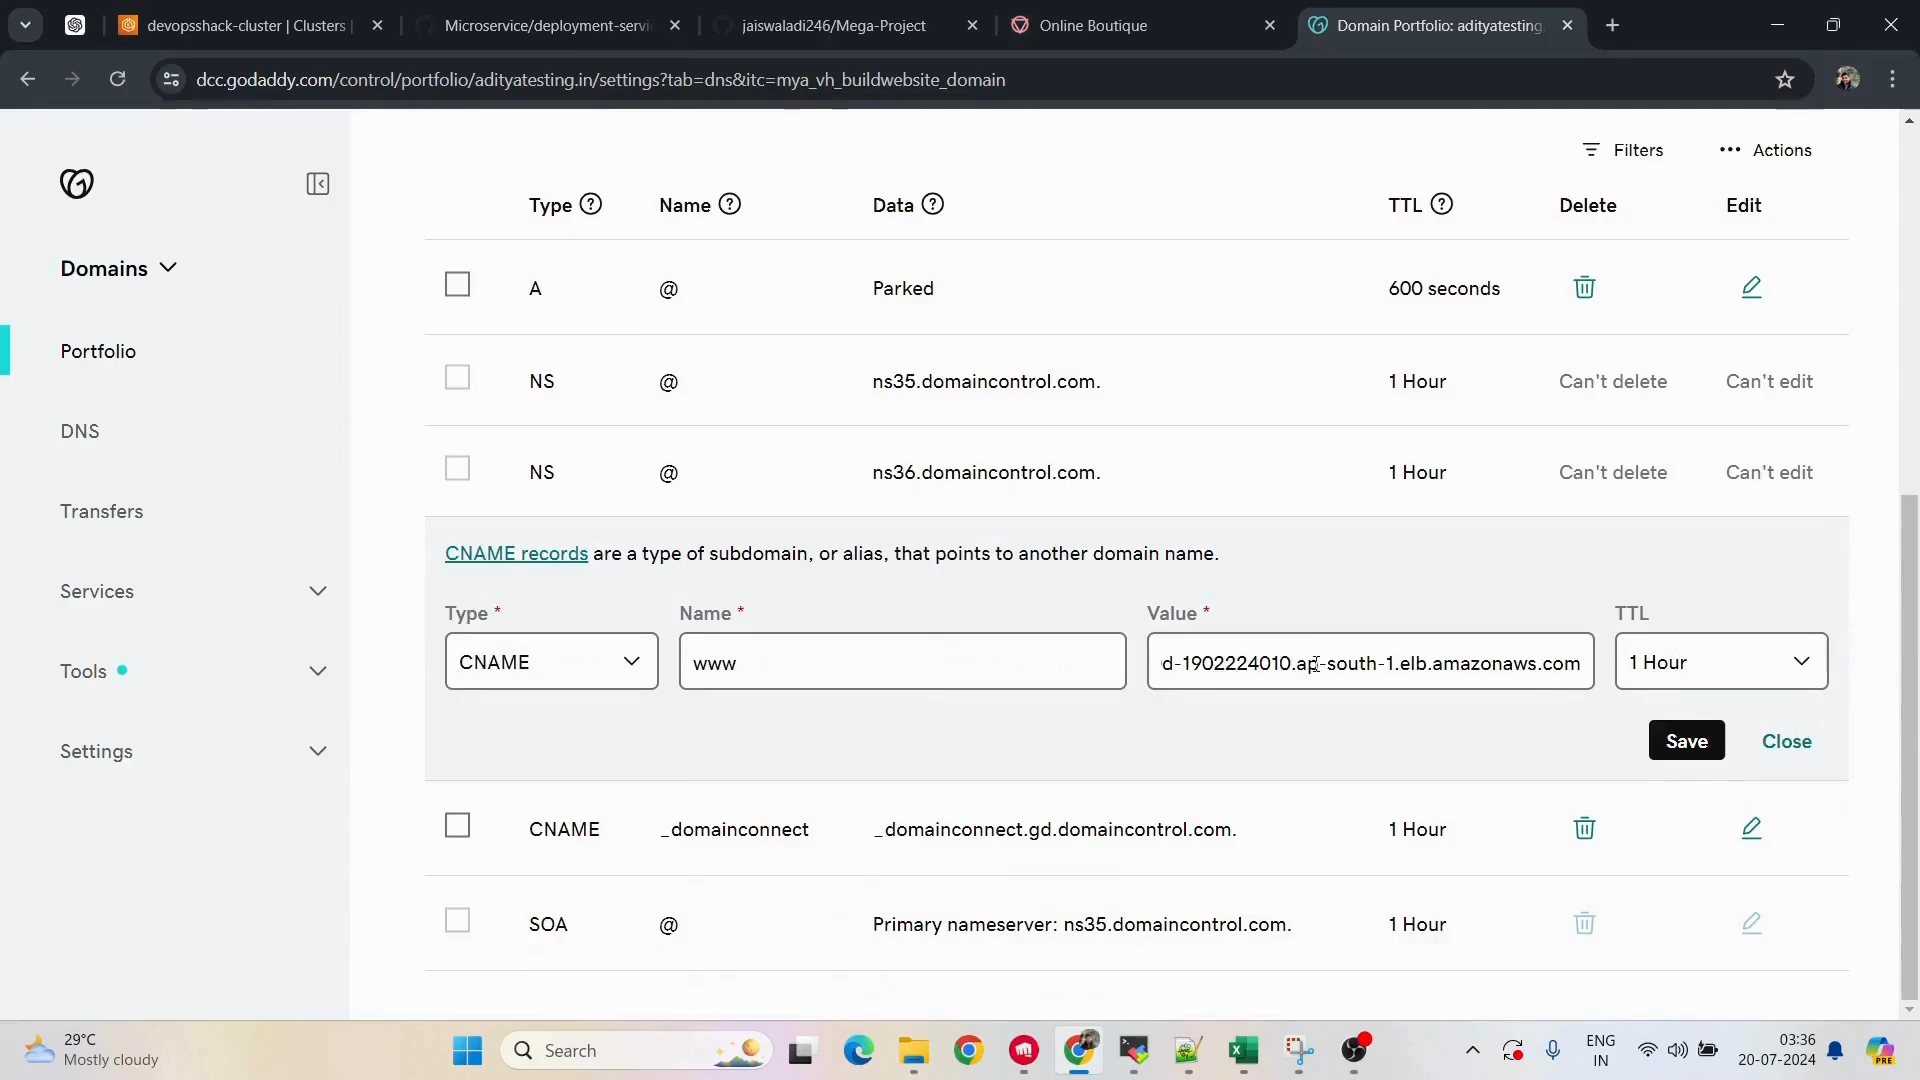 devopsshack-cluster | Clusters |
Microservice/deployment-servi
jaiswaladi246/Mega-Project
Online Boutique
Domain Portfolio: adityatesting.
dcc.godaddy.com/control/portfolio/adityatesting.in/settings?tab=dns&itc=mya_vh_buildwebsite_domain
Filters
Actions
Domains
Portfolio
DNS
Transfers
Services
Tools
Settings
Type Name Data TTL Delete Edit
A @ Parked 600 seconds
NS @ ns35.domaincontrol.com. 1 Hour Can't delete Can't edit
NS @ ns36.domaincontrol.com. 1 Hour Can't delete Can't edit
CNAME records are a type of subdomain, or alias, that points to another domain name.
Type * Name * Value * TTL
CNAME www d-1902224010.ap-south-1.elb.amazonaws.com 1 Hour
Save Close
CNAME _domainconnect _domainconnect.gd.domaincontrol.com. 1 Hour
SOA @ Primary nameserver: ns35.domaincontrol.com. 1 Hour
29°C
Mostly cloudy
Search
PRE
ENG
IN
03:36
20-07-2024